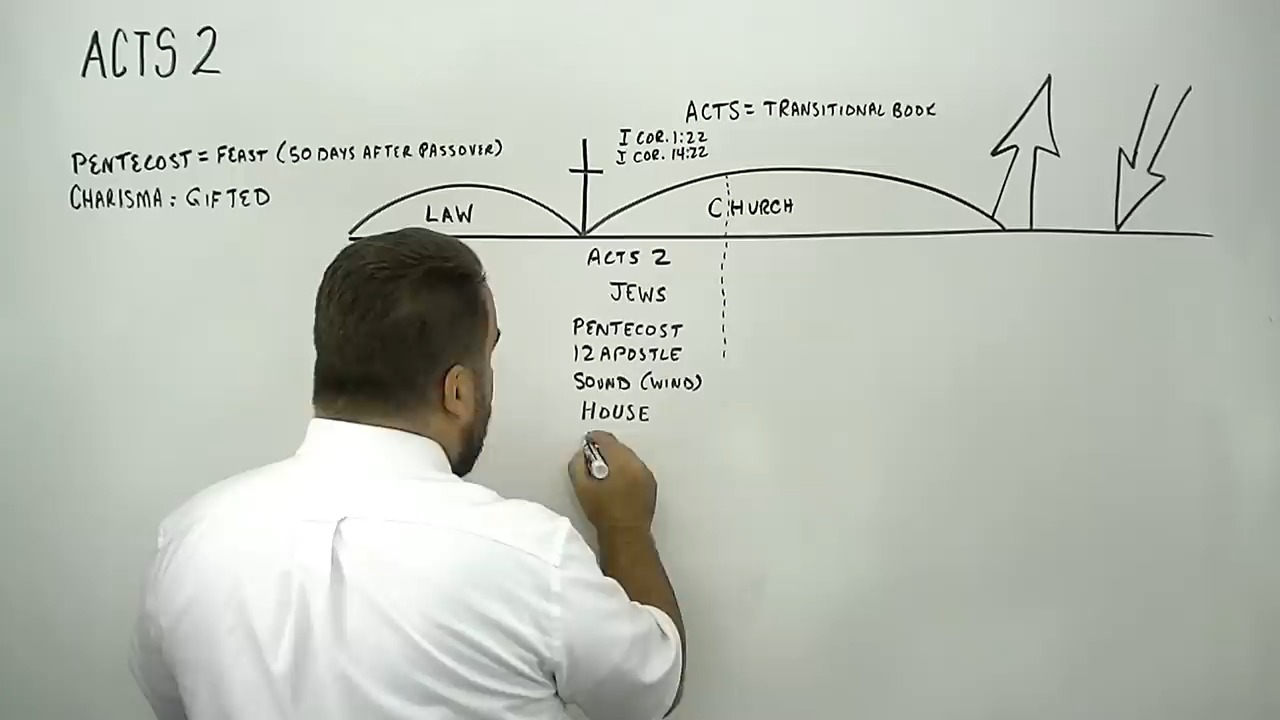 ACTS 2
ACTS = TRANSITIONAL BOOK
I COR. 1:22
I COR. 14:22
PENTECOST = FEAST (50 DAYS AFTER PASSOVER)
CHARISMA: GIFTED
LAW
CHURCH
ACTS 2
JEWS
PENTECOST
12 APOSTLE
SOUND (WIND)
HOUSE